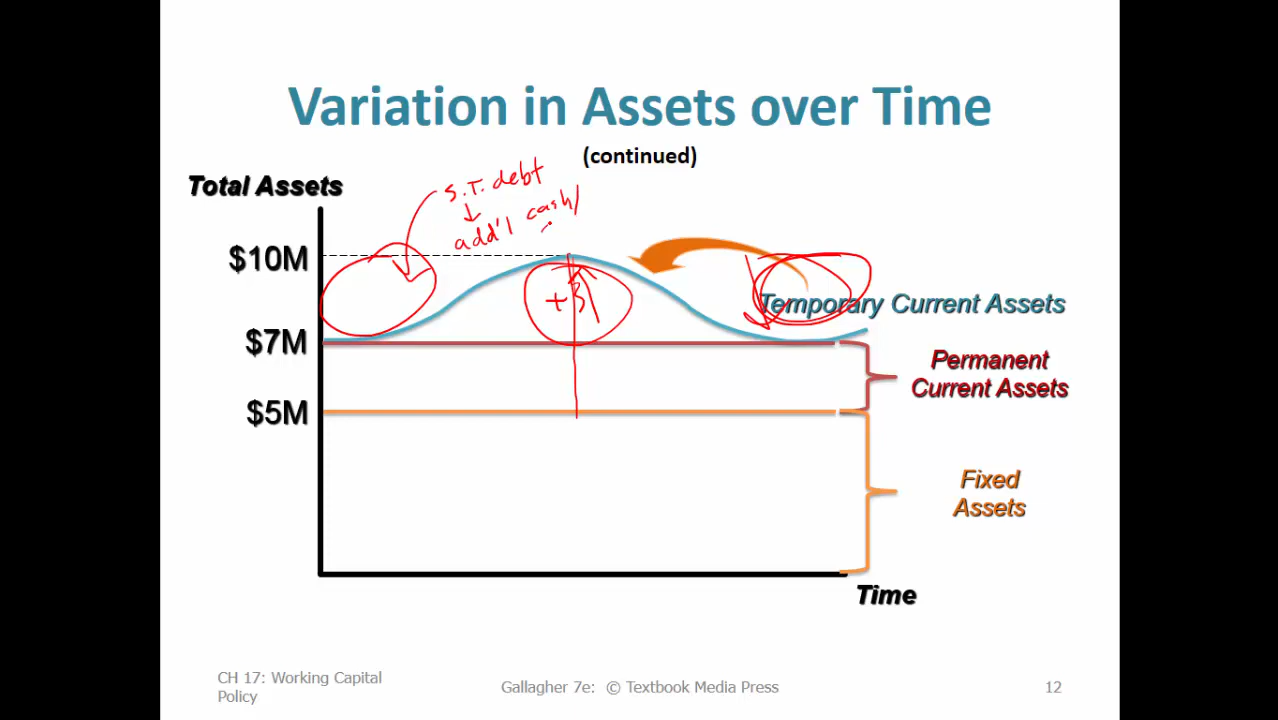 Variation in Assets over Time
(continued)
Total Assets
S.T. debt
add'l cash/
$10M
+3
Temporary Current Assets
$7M
Permanent
Current Assets
$5M
Fixed
Assets
Time
CH 17: Working Capital
Policy
Gallagher 7e: © Textbook Media Press
12